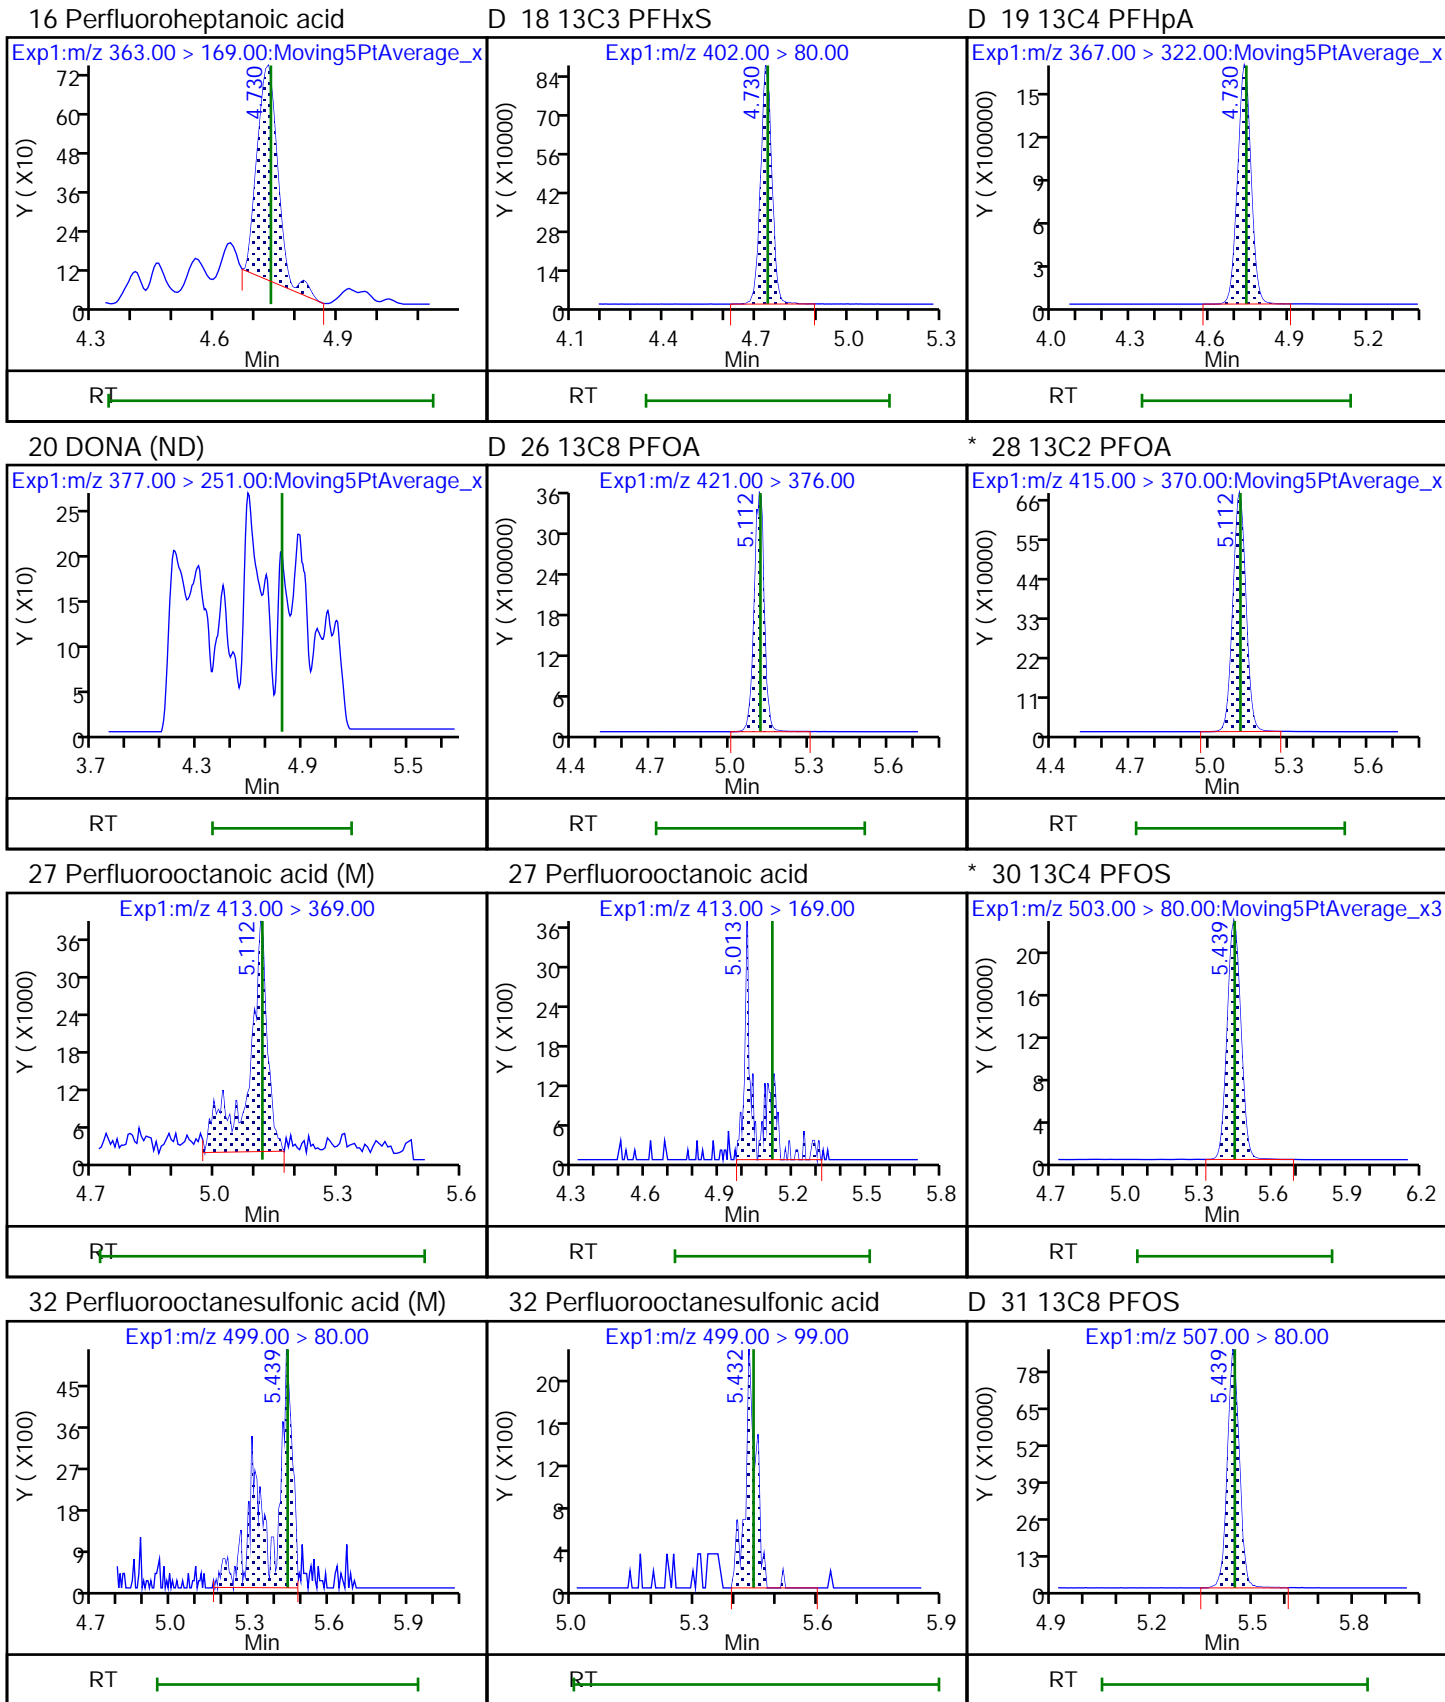 16 Perfluoroheptanoic acid
Exp1:m/z 363.00 > 169.00:Moving5PtAverage_x
4.730
Y ( X10)
72
60
48
36
24
12
0
4.3 4.6 4.9
Min
RT
D 18 13C3 PFHxS
Exp1:m/z 402.00 > 80.00
4.730
Y ( X100000)
84
70
56
42
28
14
0
4.1 4.4 4.7 5.0 5.3
Min
RT
D 19 13C4 PFHpA
Exp1:m/z 367.00 > 322.00:Moving5PtAverage_x
4.730
Y ( X100000)
15
12
9
6
3
0
4.0 4.3 4.6 4.9 5.2
Min
RT
20 DONA (ND)
Exp1:m/z 377.00 > 251.00:Moving5PtAverage_x
Y ( X10)
25
20
15
10
5
0
3.7 4.3 4.9 5.5
Min
RT
D 26 13C8 PFOA
Exp1:m/z 421.00 > 376.00
5.112
Y ( X100000)
36
30
24
18
12
6
0
4.4 4.7 5.0 5.3 5.6
Min
RT
* 28 13C2 PFOA
Exp1:m/z 415.00 > 370.00:Moving5PtAverage_x
5.112
Y ( X10000)
66
55
44
33
22
11
0
4.4 4.7 5.0 5.3 5.6
Min
RT
27 Perfluorooctanoic acid (M)
Exp1:m/z 413.00 > 369.00
5.112
Y ( X1000)
36
30
24
18
12
6
0
4.7 5.0 5.3 5.6
Min
RT
27 Perfluorooctanoic acid
Exp1:m/z 413.00 > 169.00
5.013
Y ( X100)
36
30
24
18
12
6
0
4.3 4.6 4.9 5.2 5.5 5.8
Min
RT
* 30 13C4 PFOS
Exp1:m/z 503.00 > 80.00:Moving5PtAverage_x3
5.439
Y ( X10000)
20
16
12
8
4
0
4.7 5.0 5.3 5.6 5.9 6.2
Min
RT
32 Perfluorooctanesulfonic acid (M)
Exp1:m/z 499.00 > 80.00
5.439
Y ( X100)
45
36
27
18
9
0
4.7 5.0 5.3 5.6 5.9
Min
RT
32 Perfluorooctanesulfonic acid
Exp1:m/z 499.00 > 99.00
5.432
Y ( X100)
20
16
12
8
4
0
5.0 5.3 5.6 5.9
Min
RT
D 31 13C8 PFOS
Exp1:m/z 507.00 > 80.00
5.439
Y ( X10000)
78
65
52
39
26
13
0
4.9 5.2 5.5 5.8
Min
RT